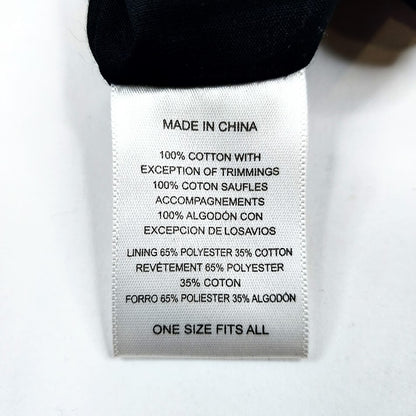 MADE IN CHINA
100% COTTON WITH
EXCEPTION OF TRIMMINGS
100% COTON SAUFLES
ACCOMPAGNEMENTS
100% ALGODÓN CON
EXCEPCION DE LOSAVIOS
LINING 65% POLYESTER 35% COTTON
REVÉTEMENT 65% POLYESTER
35% COTON
FORRO 65% POLIESTER 35% ALGODÓN
ONE SIZE FITS ALL